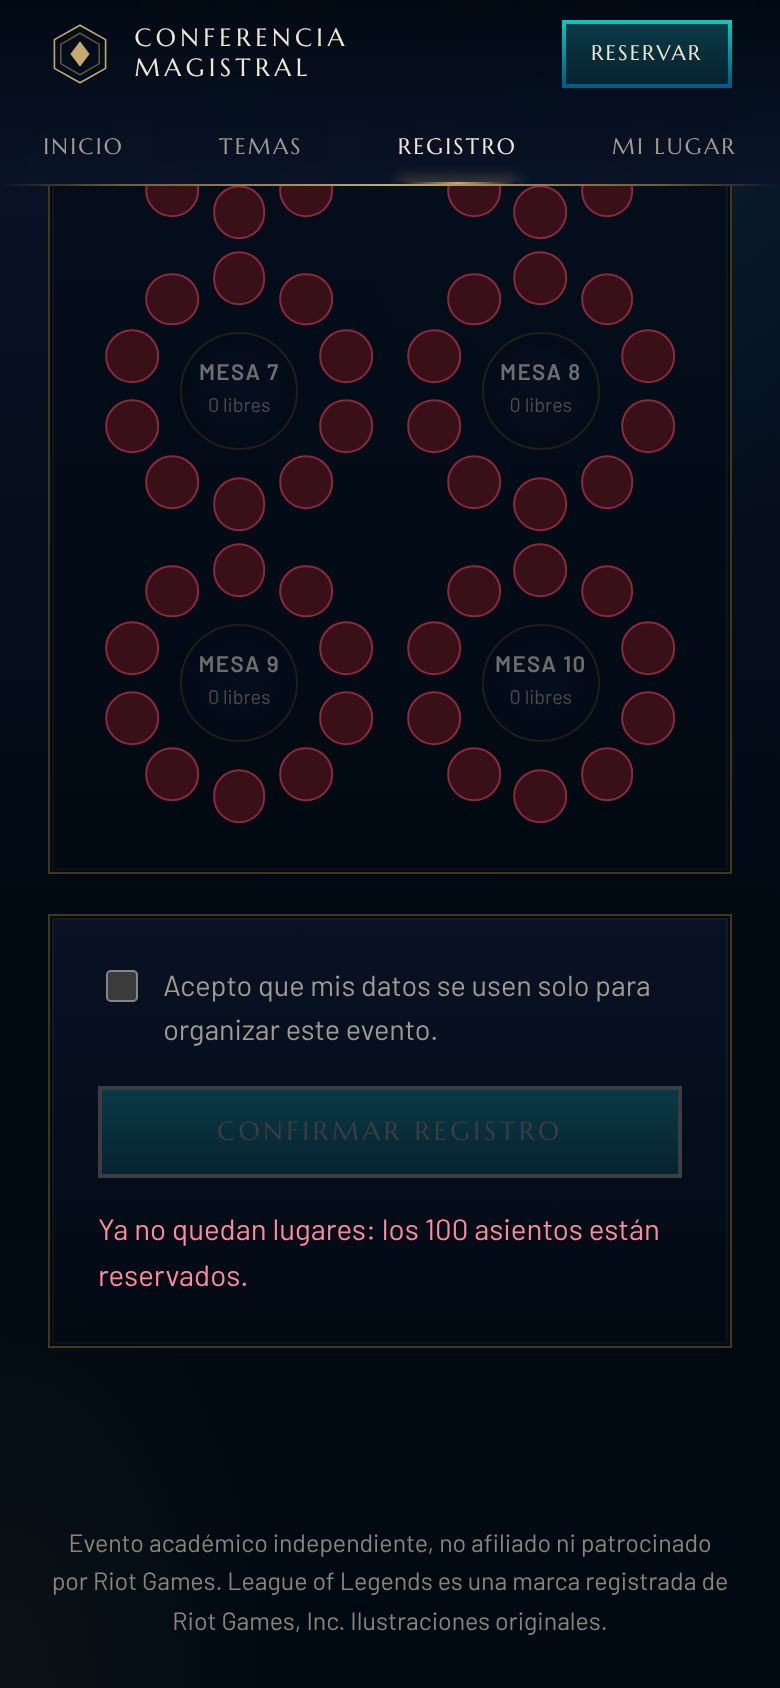 CONFERENCIA
MAGISTRAL
RESERVAR
INICIO TEMAS REGISTRO MI LUGAR
MESA 7 MESA 8
0 libres 0 libres
MESA 9 MESA 10
0 libres 0 libres
Acepto que mis datos se usen solo para
organizar este evento.
CONFIRMAR REGISTRO
Ya no quedan lugares: los 100 asientos están
reservados.
Evento académico independiente, no afiliado ni patrocinado
por Riot Games. League of Legends es una marca registrada de
Riot Games, Inc. Ilustraciones originales.